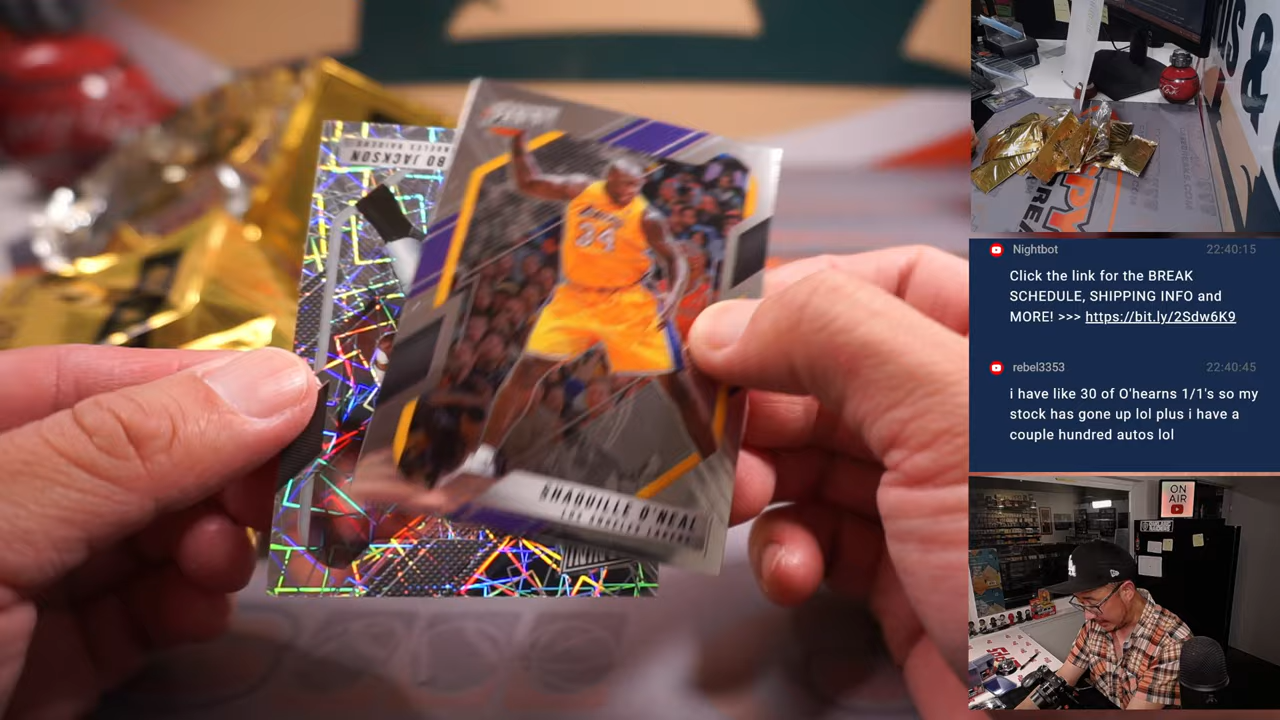 BO JACKSON
34
SHAQUILLE O'NEAL
LOS ANGELES LAKERS
&
Nightbot 22:40:15
Click the link for the BREAK
SCHEDULE, SHIPPING INFO and
MORE! >>> https://bit.ly/2Sdw6K9
rebel3353 22:40:45
i have like 30 of O'hearns 1/1's so my
stock has gone up lol plus i have a
couple hundred autos lol
ON
AIR